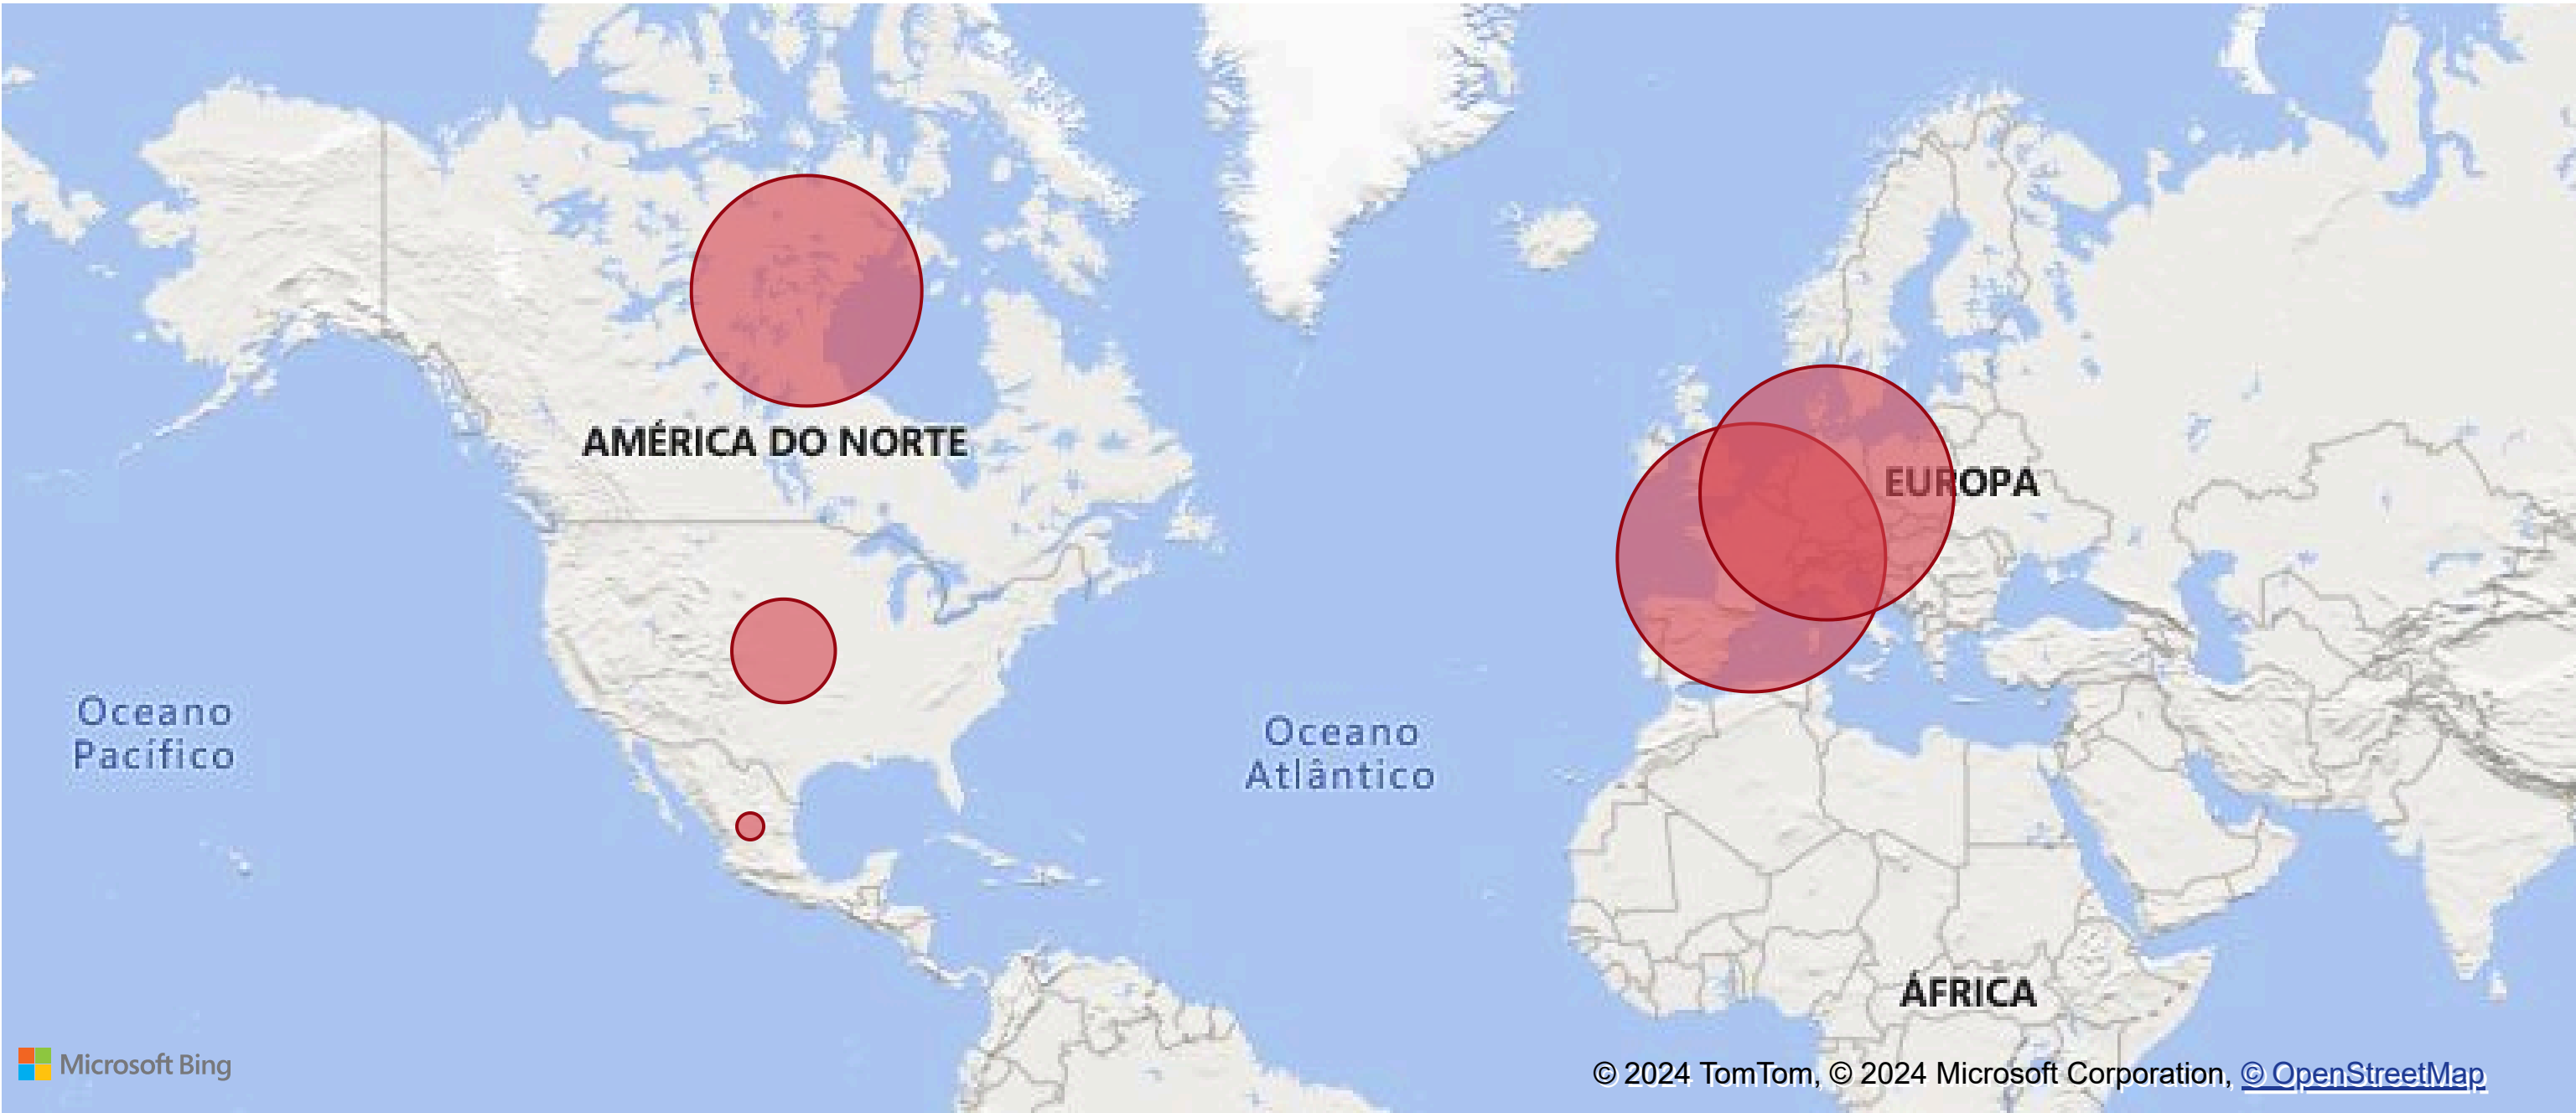 AMÉRICA DO NORTE
EUROPA
Oceano
Pacífico
Oceano
Atlântico
ÁFRICA
Microsoft Bing
© 2024 TomTom, © 2024 Microsoft Corporation, © OpenStreetMap